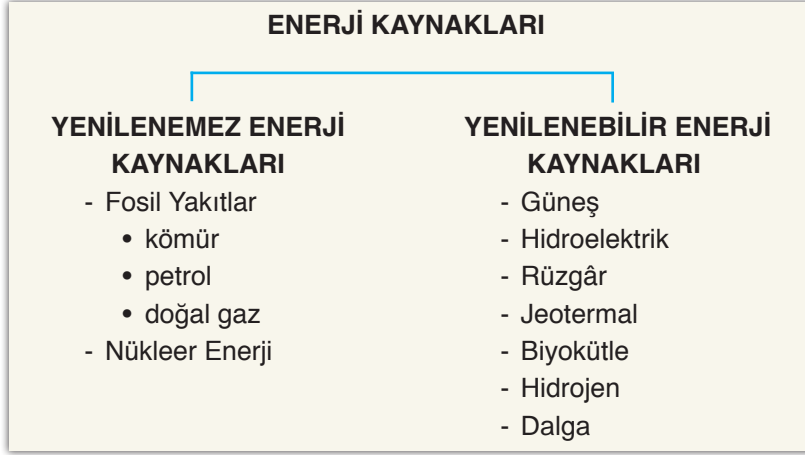 ENERJİ KAYNAKLARI
YENİLENEMEZ ENERJİ
KAYNAKLARI
- Fosil Yakıtlar
• kömür
• petrol
• doğal gaz
- Nükleer Enerji
YENİLENEBİLİR ENERJİ
KAYNAKLARI
- Güneş
- Hidroelektrik
- Rüzgâr
- Jeotermal
- Biyokütle
- Hidrojen
- Dalga